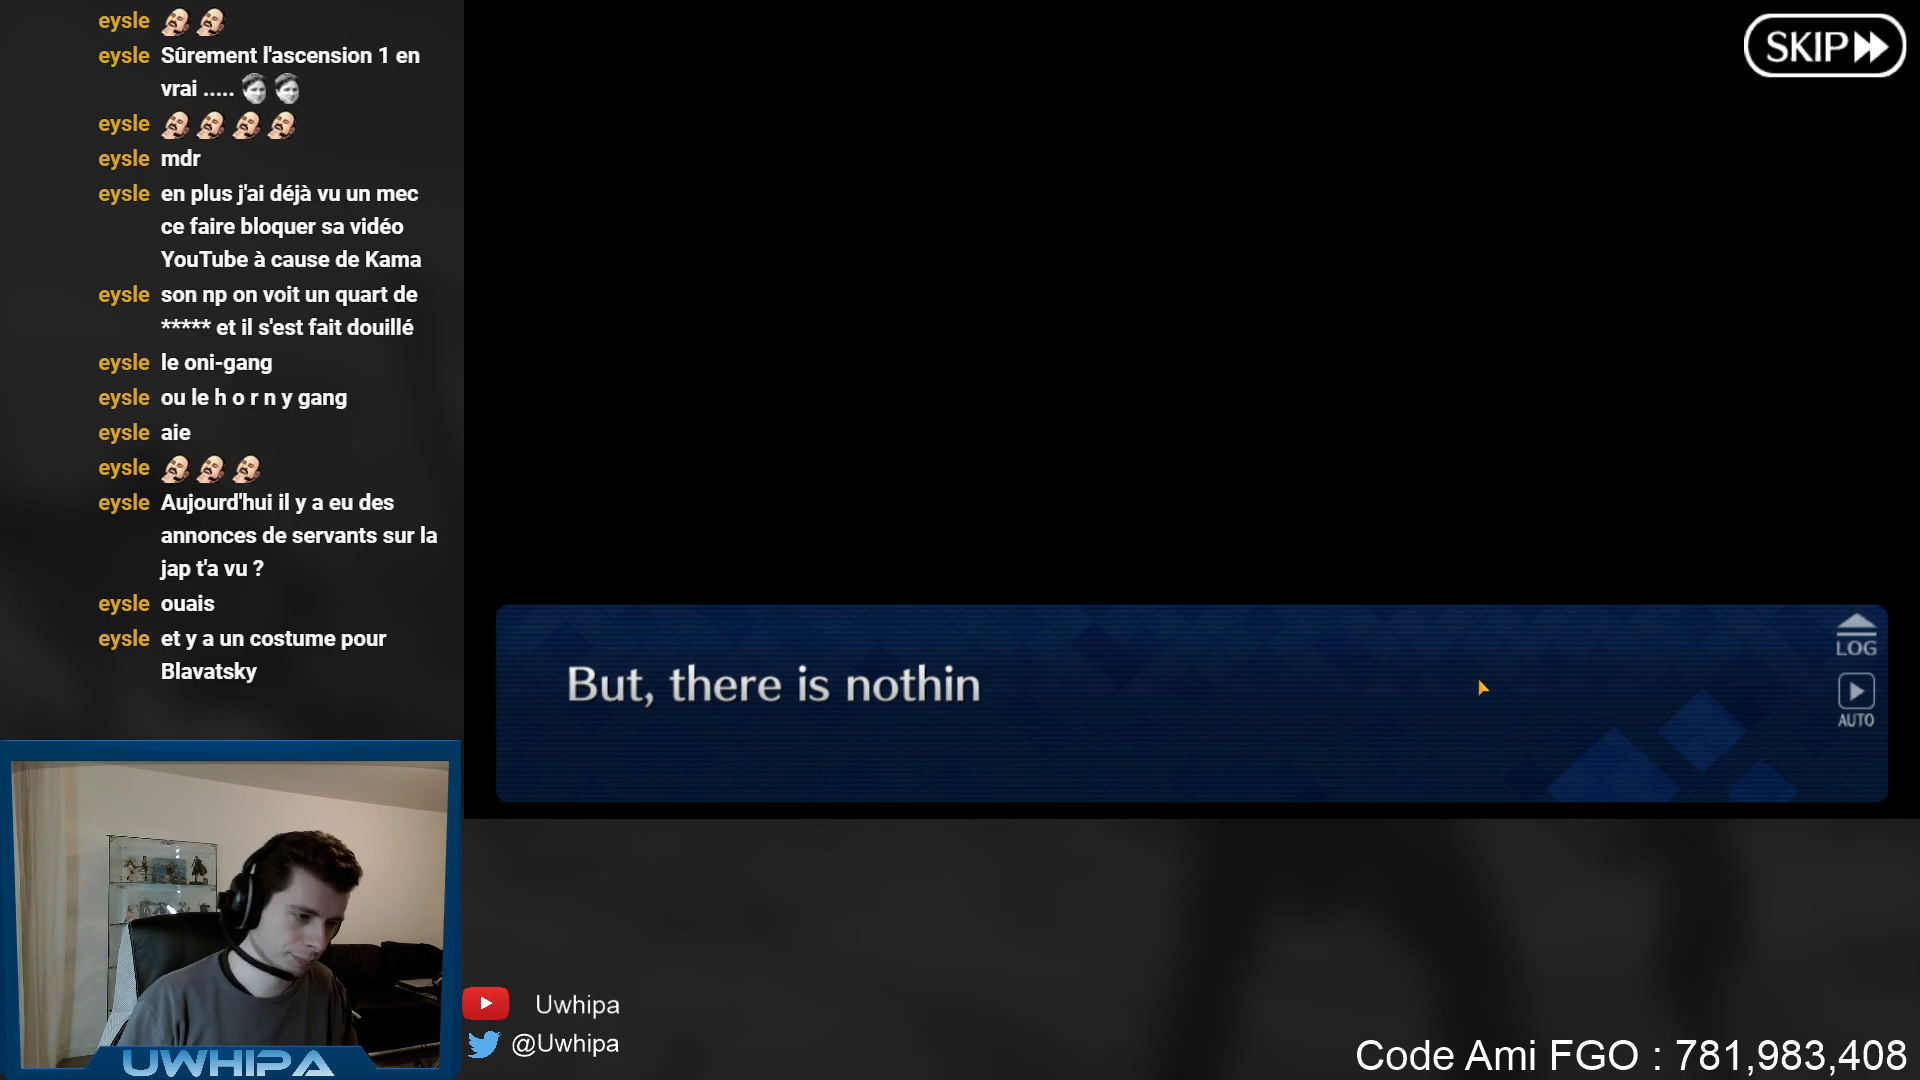 eysle
eysle Sûrement l'ascension 1 en
vrai .....
eysle
eysle mdr
eysle en plus j'ai déjà vu un mec
ce faire bloquer sa vidéo
YouTube à cause de Kama
eysle son np on voit un quart de
***** et il s'est fait douillé
eysle le oni-gang
eysle ou le h o r n y gang
eysle aie
eysle
eysle Aujourd'hui il y a eu des
annonces de servants sur la
jap t'a vu ?
eysle ouais
eysle et y a un costume pour
Blavatsky
SKIP
But, there is nothin
LOG
AUTO
UWHIPA
Uwhipa
@Uwhipa
Code Ami FGO : 781,983,408